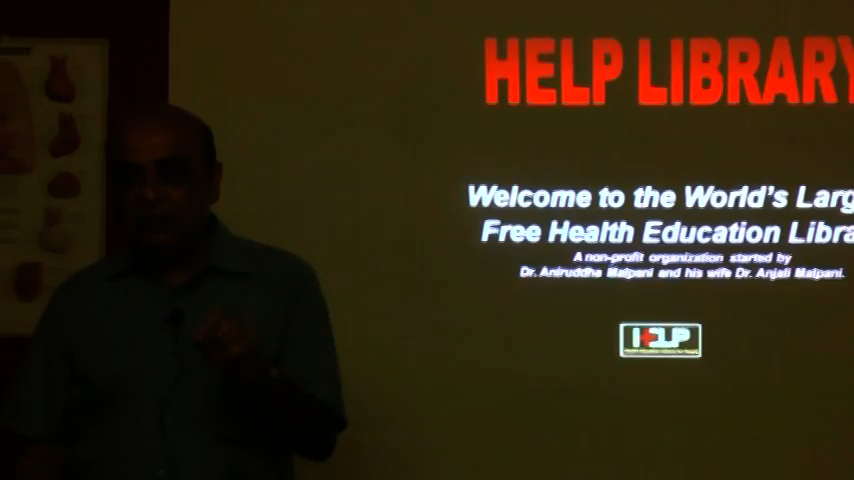 HELP LIBRARY
Welcome to the World's Larg
Free Health Education Libra
A non-profit organization started by
Dr. Aniruddha Malpani and his wife Dr. Anjali Malpani.
HELP